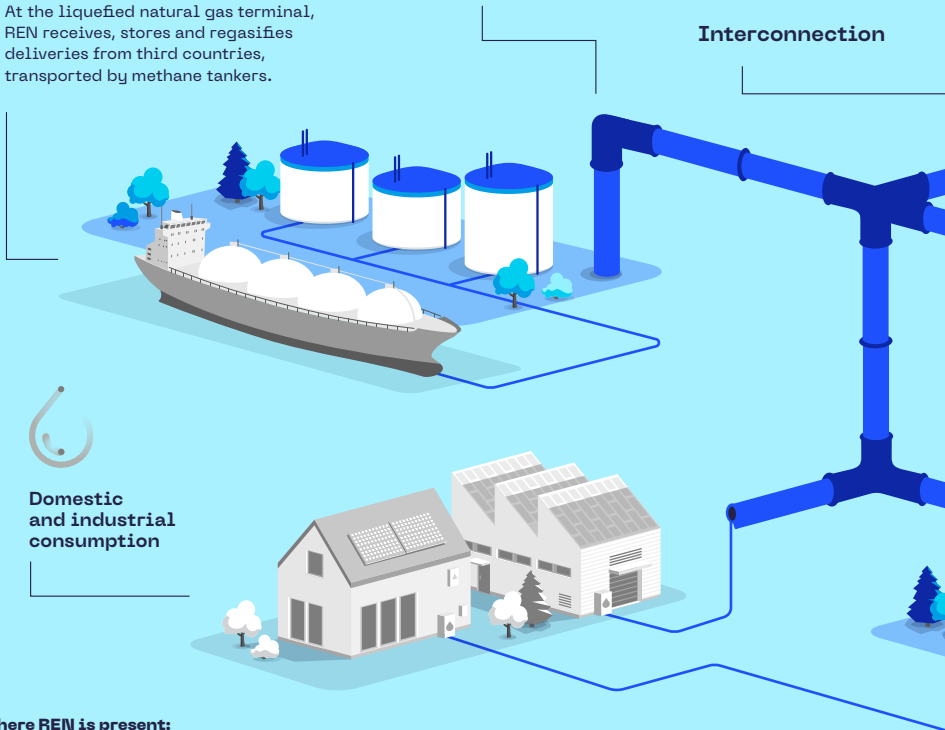 At the liquefied natural gas terminal,
REN receives, stores and regasifies
deliveries from third countries,
transported by methane tankers.
Interconnection
Domestic
and industrial
consumption
here REN is present: